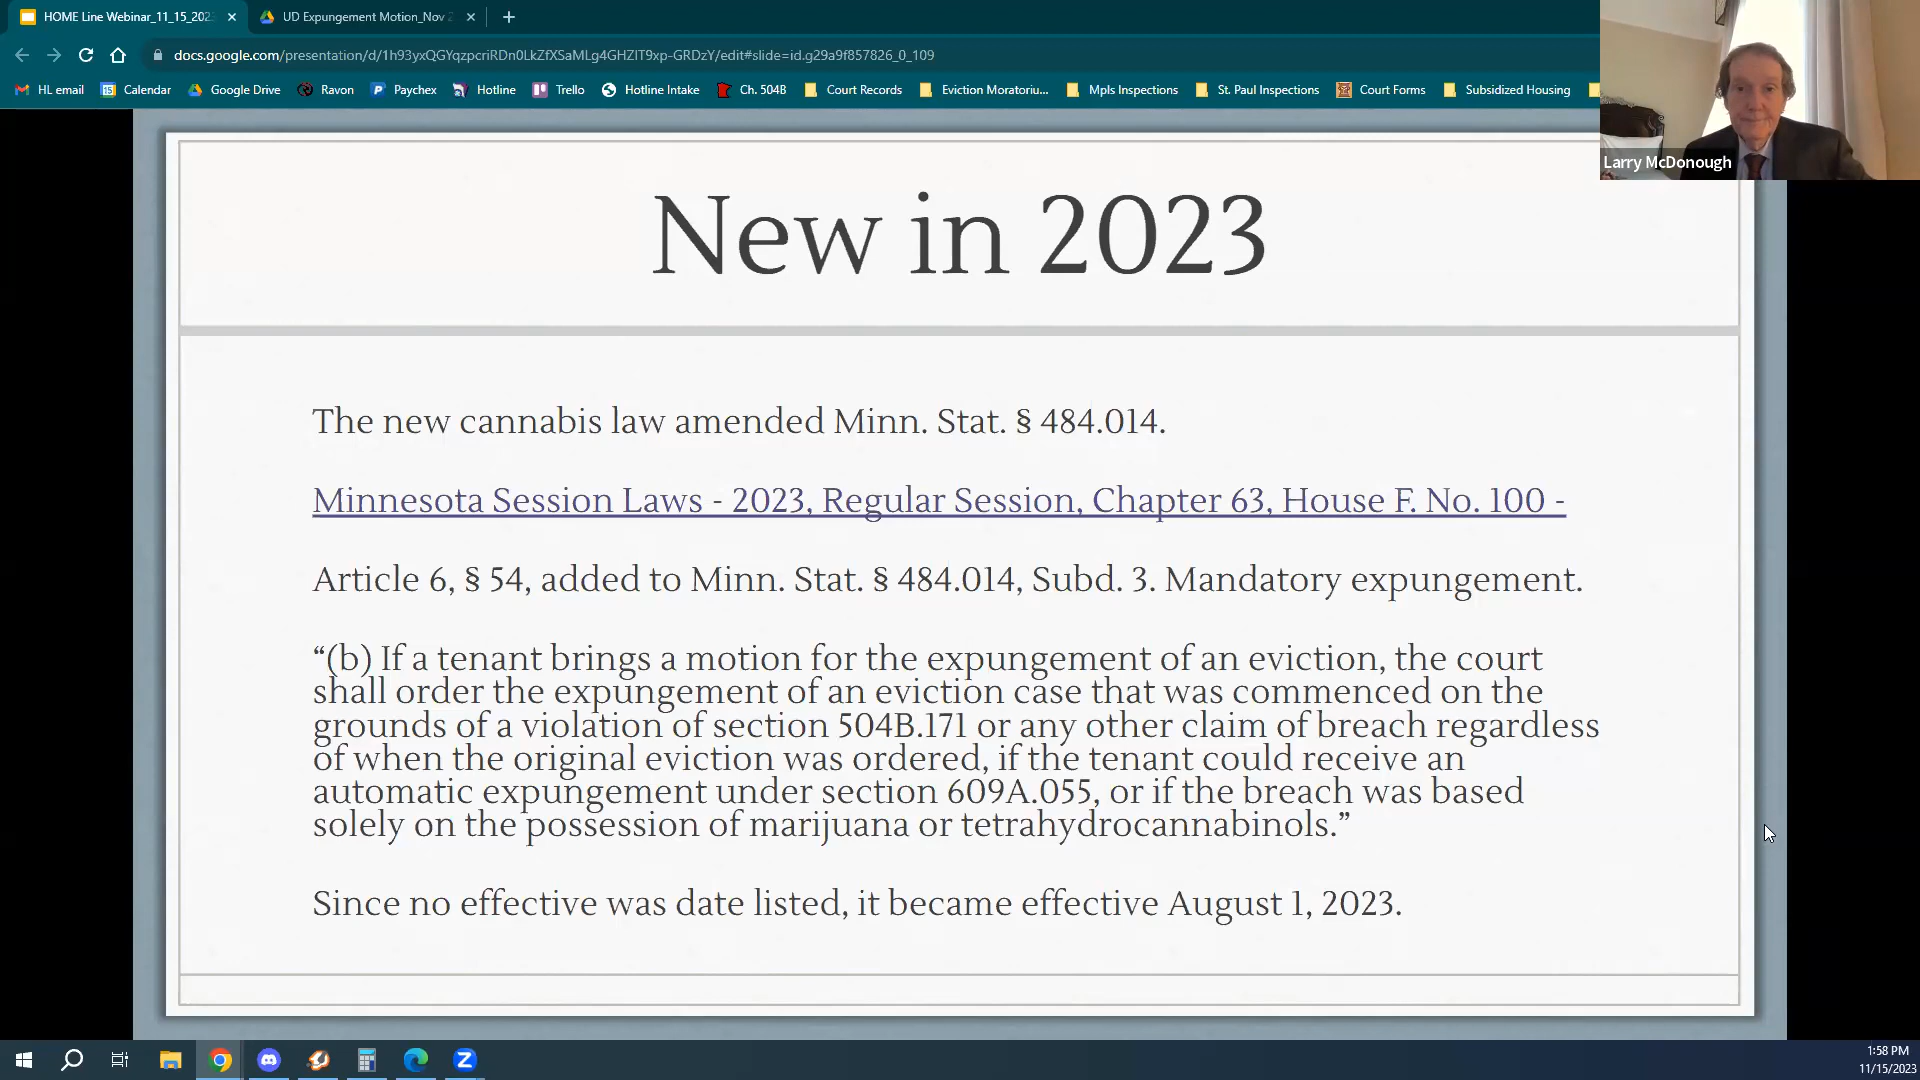 HOME Line Webinar_11_15_202
UD Expungement Motion_Nov 2
docs.google.com/presentation/d/1h93yxQGYqzpcriRDn0LkZfXSaMLg4GHZIT9xp-GRDzY/edit#slide=id.g29a9f857826_0_109
HL email Calendar Google Drive Ravon Paychex Hotline Trello Hotline Intake Ch. 504B Court Records Eviction Moratoriu... Mpls Inspections St. Paul Inspections Court Forms Subsidized Housing
Larry McDonough
New in 2023
The new cannabis law amended Minn. Stat. § 484.014.
Minnesota Session Laws - 2023, Regular Session, Chapter 63, House F. No. 100 -
Article 6, § 54, added to Minn. Stat. § 484.014, Subd. 3. Mandatory expungement.
“(b) If a tenant brings a motion for the expungement of an eviction, the court
shall order the expungement of an eviction case that was commenced on the
grounds of a violation of section 504B.171 or any other claim of breach regardless
of when the original eviction was ordered, if the tenant could receive an
automatic expungement under section 609A.055, or if the breach was based
solely on the possession of marijuana or tetrahydrocannabinols.”
Since no effective was date listed, it became effective August 1, 2023.
1:58 PM
11/15/2023